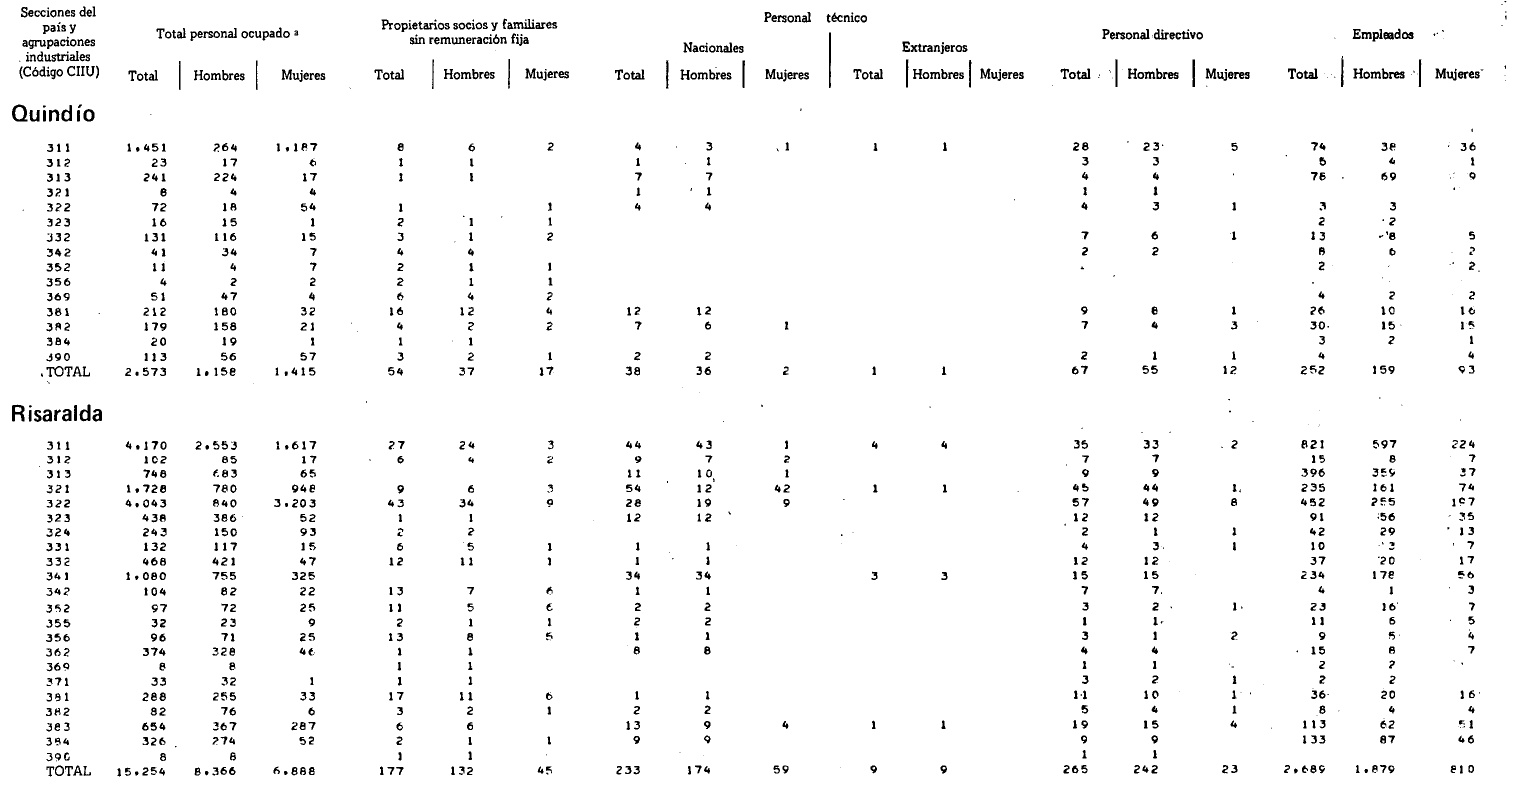 Secciones del
país y
agrupaciones
industriales
(Código CIIU)
Total personal ocupado a
Propietarios socios y familiares
sin remuneración fija
Personal técnico
Nacionales
Extranjeros
Personal directivo
Empleados
Total Hombres Mujeres Total Hombres Mujeres Total Hombres Mujeres Total Hombres Mujeres Total Hombres Mujeres Total Hombres Mujeres
Quindío
311 1.451 264 1.187 8 6 2 4 3 1 1 1 28 23 5 74 38 36
312 23 17 6 1 1 1 1 3 3 5 4 1
313 241 224 17 1 1 7 7 4 4 78 69 9
321 8 4 4 1 1 1 1
322 72 18 54 1 1 4 4 4 3 1 3 3
323 16 15 1 2 1 1 2 2
332 131 116 15 3 1 2 7 6 1 13 8 5
342 41 34 7 4 4 2 2 8 6 2
352 11 4 7 2 1 1 2 2
356 4 2 2 2 1 1
369 51 47 4 6 4 2 4 2 2
381 212 180 32 16 12 4 12 12 9 8 1 26 10 16
382 179 158 21 4 2 2 7 6 1 7 4 3 30 15 15
384 20 19 1 1 1 3 2 1
390 113 56 57 3 2 1 2 2 2 1 1 4 4
TOTAL 2.573 1.158 1.415 54 37 17 38 36 2 1 1 67 55 12 252 159 93
Risaralda
311 4.170 2.553 1.617 27 24 3 44 43 1 4 4 35 33 2 821 597 224
312 102 85 17 6 4 2 9 7 2 7 7 15 8 7
313 748 683 65 11 10 1 9 9 396 359 37
321 1.728 780 948 9 6 3 54 12 42 1 1 45 44 1 235 161 74
322 4.043 840 3.203 43 34 9 28 19 9 57 49 8 452 255 197
323 438 386 52 1 1 12 12 12 12 91 56 35
324 243 150 93 2 2 2 1 1 42 29 13
331 132 117 15 6 5 1 1 1 4 3 1 10 3 7
332 468 421 47 12 11 1 1 1 12 12 37 20 17
341 1.080 755 325 34 34 3 3 15 15 234 178 56
342 104 82 22 13 7 6 1 1 7 7 4 1 3
352 97 72 25 11 5 6 2 2 3 2 1 23 16 7
355 32 23 9 2 1 1 2 2 1 1 11 6 5
356 96 71 25 13 8 5 1 1 3 1 2 9 5 4
362 374 328 46 1 1 8 8 4 4 15 8 7
369 8 8 1 1 1 1 2 2
371 33 32 1 1 1 3 2 1 2 2
381 288 255 33 17 11 6 1 1 11 10 1 36 20 16
382 82 76 6 3 2 1 2 2 5 4 1 8 4 4
383 654 367 287 6 6 13 9 4 1 1 19 15 4 113 62 51
384 326 274 52 2 1 1 9 9 9 9 133 87 46
390 8 8 1 1 1 1
TOTAL 15.254 8.366 6.888 177 132 45 233 174 59 9 9 265 242 23 2.689 1.879 810